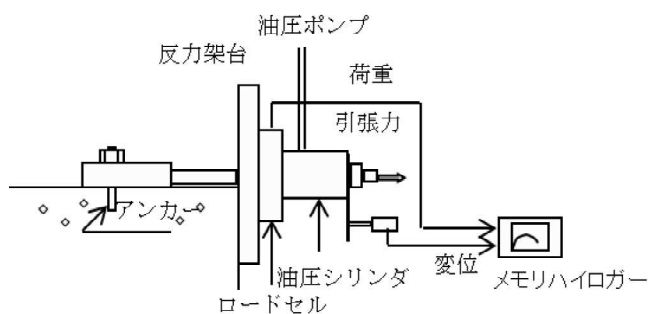 油圧ポンプ
反力架台
荷重
引張力
アンカー
変位
油圧シリンダ
メモリハイロガー
ロードセル